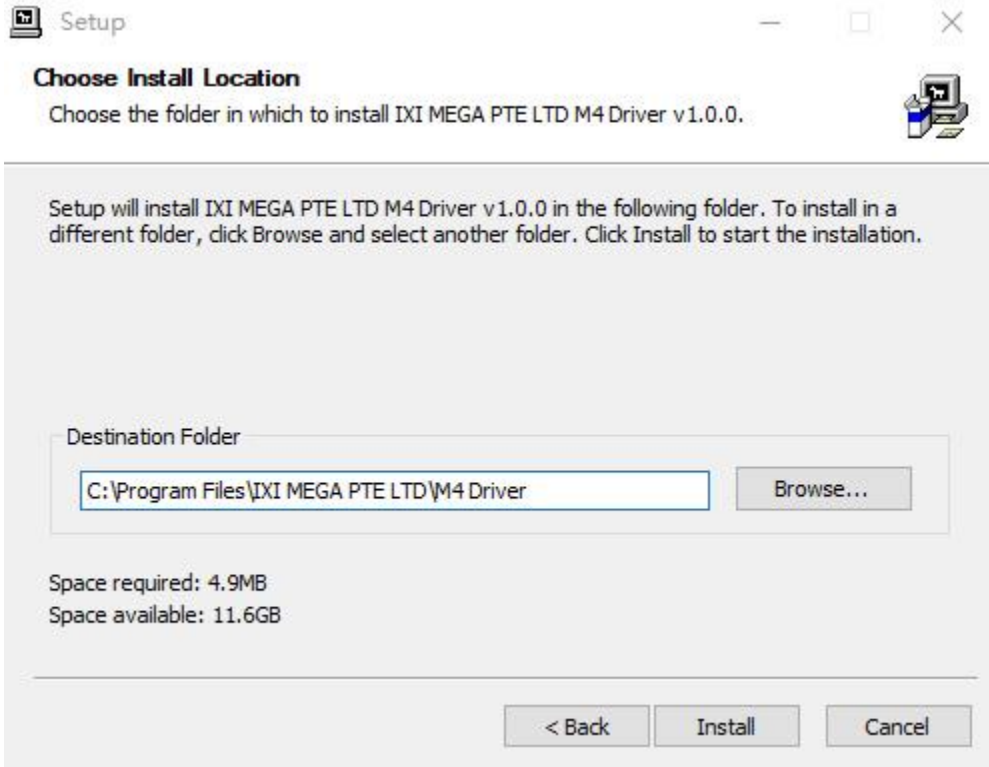 Setup
Choose Install Location
Choose the folder in which to install IXI MEGA PTE LTD M4 Driver v1.0.0.
Setup will install IXI MEGA PTE LTD M4 Driver v1.0.0 in the following folder. To install in a
different folder, click Browse and select another folder. Click Install to start the installation.
Destination Folder
C:\Program Files\IXI MEGA PTE LTD\M4 Driver
Browse...
Space required: 4.9MB
Space available: 11.6GB
< Back
Install
Cancel